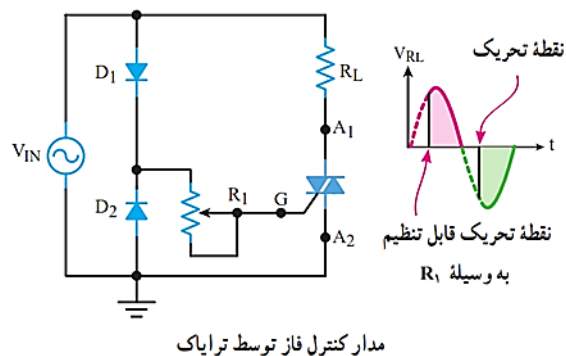 D1
D2
VIN
R1
G
RL
A1
A2
VRL
t
نقطهٔ تحریک
نقطهٔ تحریک قابل تنظیم
به وسیلهٔ R۱
مدار کنترل فاز توسط ترایاک